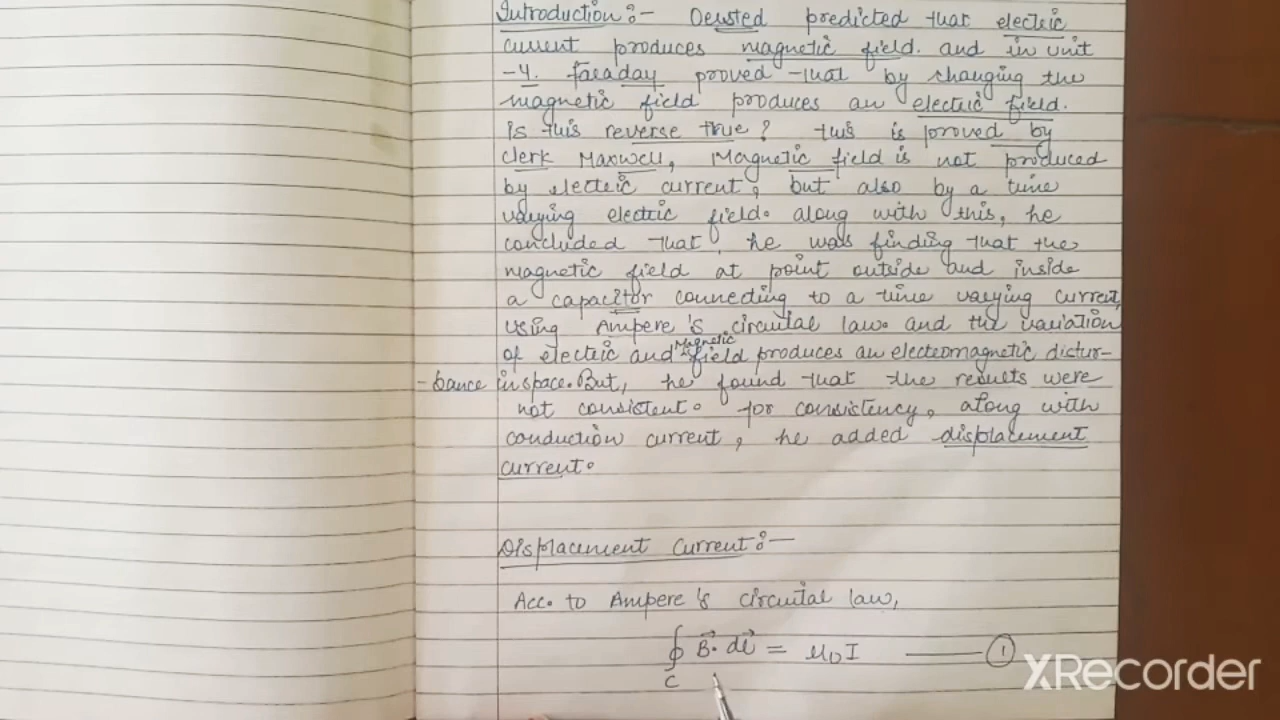 Introduction :- Oersted predicted that electric
current produces magnetic field. and in unit
-4. Faraday proved that by changing the
magnetic field produces an electric field.
Is this reverse true? This is proved by
Clerk Maxwell, Magnetic field is not produced
by electric current, but also by a time
varying electric field. along with this, he
concluded that, he was finding that the
magnetic field at point outside and inside
a capacitor connecting to a time varying current,
using Ampere's circuital law. and the variation
of electric and Magnetic field produces an electromagnetic distur-
-bance in space. But, he found that the results were
not consistent. For consistency, along with
conduction current, he added displacement
current.
Displacement Current :-
Acc. to Ampere's circuital law,
∮_C B⃗. dl⃗ = μ₀I —— ①
XRecorder